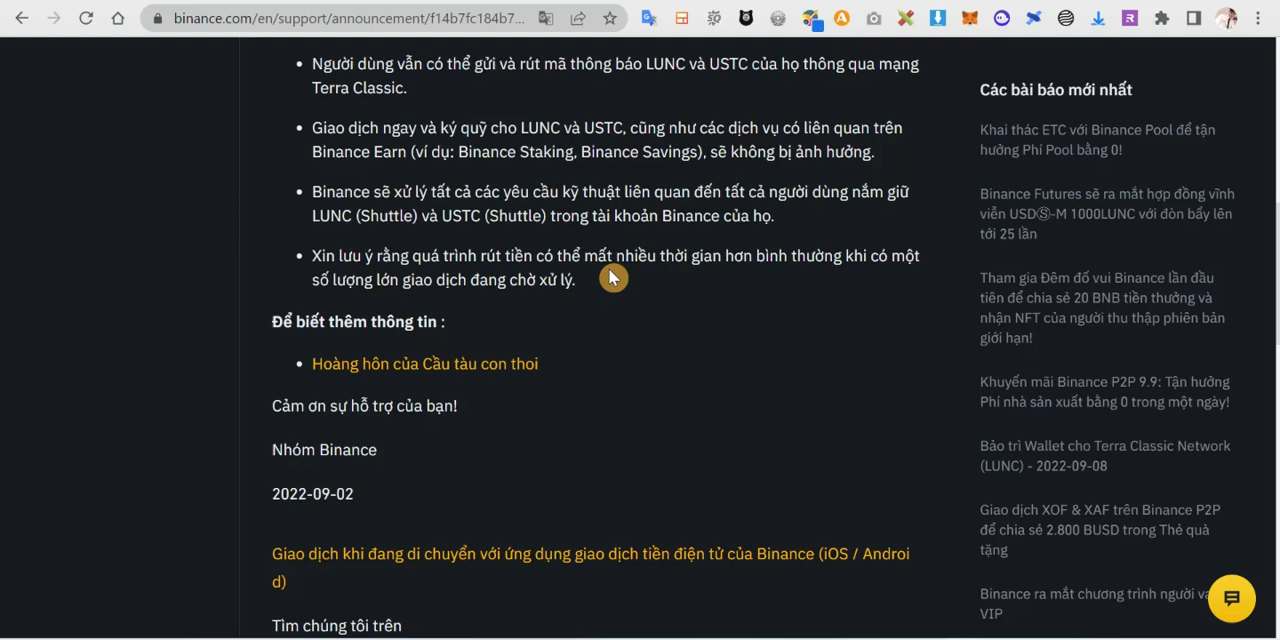 binance.com/en/support/announcement/f14b7fc184b7...
Người dùng vẫn có thể gửi và rút mã thông báo LUNC và USTC của họ thông qua mạng
Terra Classic.
Giao dịch ngay và ký quỹ cho LUNC và USTC, cũng như các dịch vụ có liên quan trên
Binance Earn (ví dụ: Binance Staking, Binance Savings), sẽ không bị ảnh hưởng.
Binance sẽ xử lý tất cả các yêu cầu kỹ thuật liên quan đến tất cả người dùng nắm giữ
LUNC (Shuttle) và USTC (Shuttle) trong tài khoản Binance của họ.
Xin lưu ý rằng quá trình rút tiền có thể mất nhiều thời gian hơn bình thường khi có một
số lượng lớn giao dịch đang chờ xử lý.
Để biết thêm thông tin :
Hoàng hôn của Cầu tàu con thoi
Cảm ơn sự hỗ trợ của bạn!
Nhóm Binance
2022-09-02
Giao dịch khi đang di chuyển với ứng dụng giao dịch tiền điện tử của Binance (iOS / Androi
d)
Tìm chúng tôi trên
Các bài báo mới nhất
Khai thác ETC với Binance Pool để tận
hưởng Phí Pool bằng 0!
Binance Futures sẽ ra mắt hợp đồng vĩnh
viễn USDⓈ-M 1000LUNC với đòn bẩy lên
tới 25 lần
Tham gia Đêm đố vui Binance lần đầu
tiên để chia sẻ 20 BNB tiền thưởng và
nhận NFT của người thu thập phiên bản
giới hạn!
Khuyến mãi Binance P2P 9.9: Tận hưởng
Phí nhà sản xuất bằng 0 trong một ngày!
Bảo trì Wallet cho Terra Classic Network
(LUNC) - 2022-09-08
Giao dịch XOF & XAF trên Binance P2P
để chia sẻ 2.800 BUSD trong Thẻ quà
tặng
Binance ra mắt chương trình người
VIP